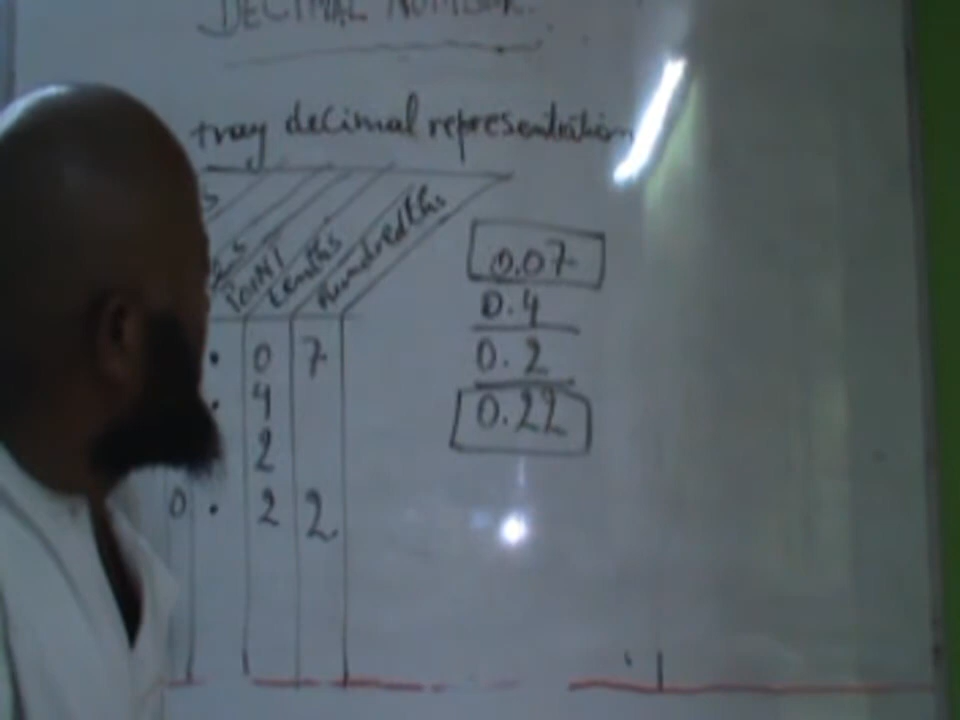 DECIMAL NUMBER.
tray decimal representation
Point
tenths
Hundredths
0.07
0.4
0.2
0.22
. 0 7
. 4
2
0 . 2 2